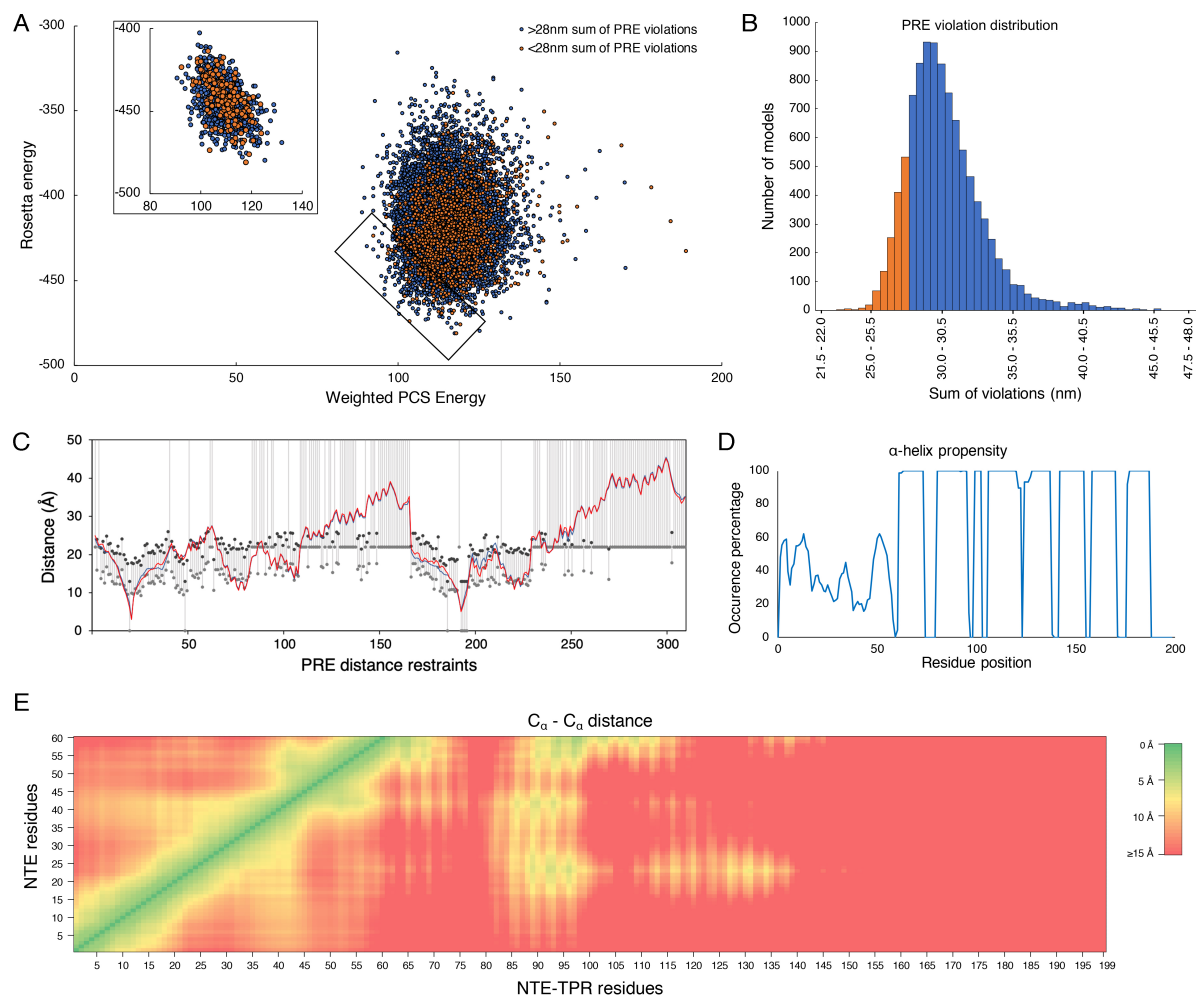 A
>28nm sum of PRE violations
<28nm sum of PRE violations
-300
-350
-400
-450
-500
Rosetta energy
0
50
100
150
200
Weighted PCS Energy
-400
-450
-500
80
100
120
140
B
PRE violation distribution
1000
900
800
700
600
500
400
300
200
100
0
Number of models
21.5 - 22.0
25.0 - 25.5
30.0 - 30.5
35.0 - 35.5
40.0 - 40.5
45.0 - 45.5
47.5 - 48.0
Sum of violations (nm)
C
50
40
30
20
10
0
Distance (Å)
50
100
150
200
250
300
PRE distance restraints
D
α-helix propensity
100
80
60
40
20
0
Occurence percentage
0
50
100
150
200
Residue position
E
Cα - Cα distance
60
55
50
45
40
35
30
25
20
15
10
5
NTE residues
5 10 15 20 25 30 35 40 45 50 55 60 65 70 75 80 85 90 95 100 105 110 115 120 125 130 135 140 145 150 155 160 165 170 175 180 185 190 195 199
NTE-TPR residues
0 Å
5 Å
10 Å
≥15 Å